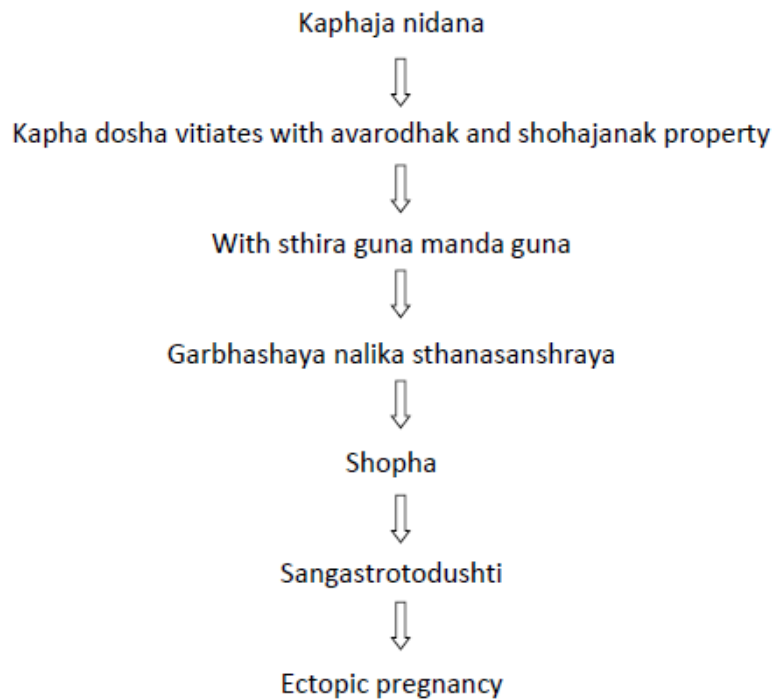 Kaphaja nidana
Kapha dosha vitiates with avarodhak and shohajanak property
With sthira guna manda guna
Garbhashaya nalika sthanasanshraya
Shopha
Sangastrotodushti
Ectopic pregnancy